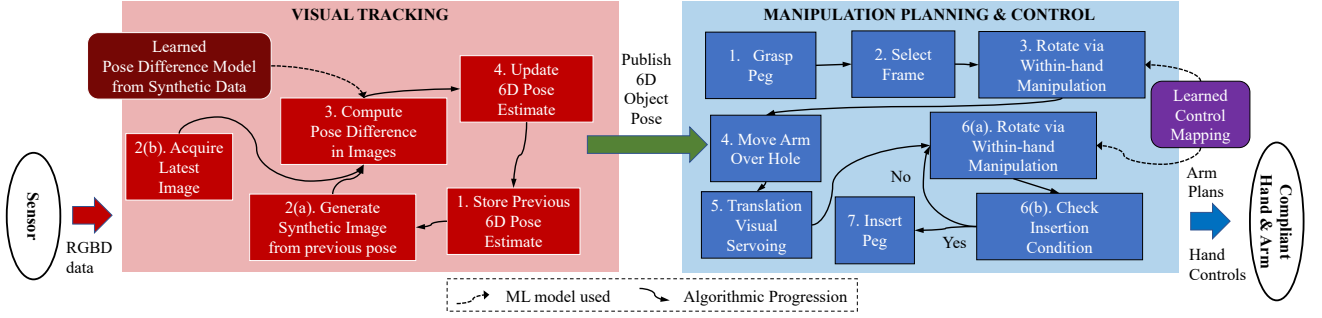 VISUAL TRACKING
Learned
Pose Difference Model
from Synthetic Data
4. Update
6D Pose
Estimate
3. Compute
Pose Difference
in Images
2(b). Acquire
Latest
Image
2(a). Generate
Synthetic Image
from previous pose
1. Store Previous
6D Pose
Estimate
Sensor
RGBD
data
Publish
6D
Object
Pose
MANIPULATION PLANNING & CONTROL
1. Grasp
Peg
2. Select
Frame
3. Rotate via
Within-hand
Manipulation
Learned
Control
Mapping
4. Move Arm
Over Hole
6(a). Rotate via
Within-hand
Manipulation
No
5. Translation
Visual
Servoing
7. Insert
Peg
Yes
6(b). Check
Insertion
Condition
Arm
Plans
Hand
Controls
Compliant
Hand & Arm
ML model used
Algorithmic Progression